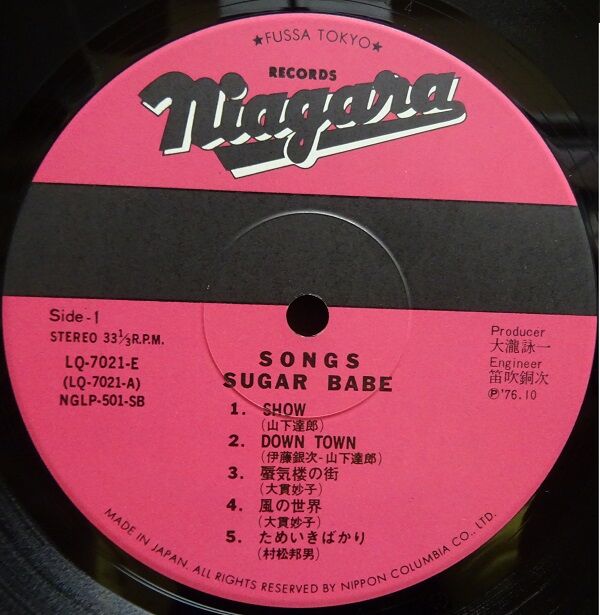 ★FUSSA TOKYO★
RECORDS
Niagara
Side-1
STEREO 33⅓R.P.M.
LQ-7021-E
(LQ-7021-A)
NGLP-501-SB
Producer
大瀧詠一
Engineer
笛吹銅次
Ⓟ'76.10
SONGS
SUGAR BABE
1. SHOW
(山下達郎)
2. DOWN TOWN
(伊藤銀次-山下達郎)
3. 蜃気楼の街
(大貫妙子)
4. 風の世界
(大貫妙子)
5. ためいきばかり
(村松邦男)
MADE IN JAPAN. ALL RIGHTS RESERVED BY NIPPON COLUMBIA CO., LTD.